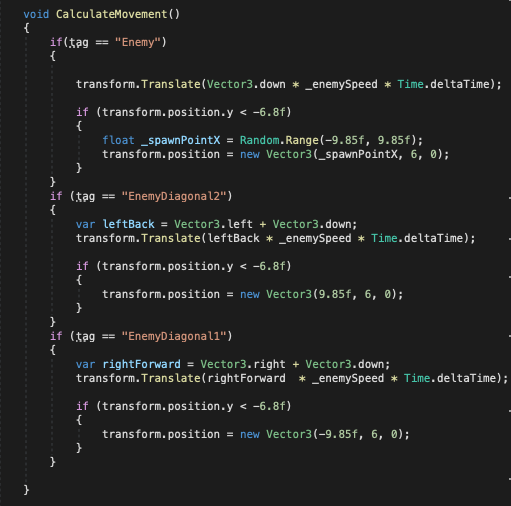 void CalculateMovement()
{
if(tag == "Enemy")
{
transform.Translate(Vector3.down * _enemySpeed * Time.deltaTime);
if (transform.position.y < -6.8f)
{
float _spawnPointX = Random.Range(-9.85f, 9.85f);
transform.position = new Vector3(_spawnPointX, 6, 0);
}
}
if (tag == "EnemyDiagonal2")
{
var leftBack = Vector3.left + Vector3.down;
transform.Translate(leftBack * _enemySpeed * Time.deltaTime);
if (transform.position.y < -6.8f)
{
transform.position = new Vector3(9.85f, 6, 0);
}
}
if (tag == "EnemyDiagonal1")
{
var rightForward = Vector3.right + Vector3.down;
transform.Translate(rightForward  * _enemySpeed * Time.deltaTime);
if (transform.position.y < -6.8f)
{
transform.position = new Vector3(-9.85f, 6, 0);
}
}
}